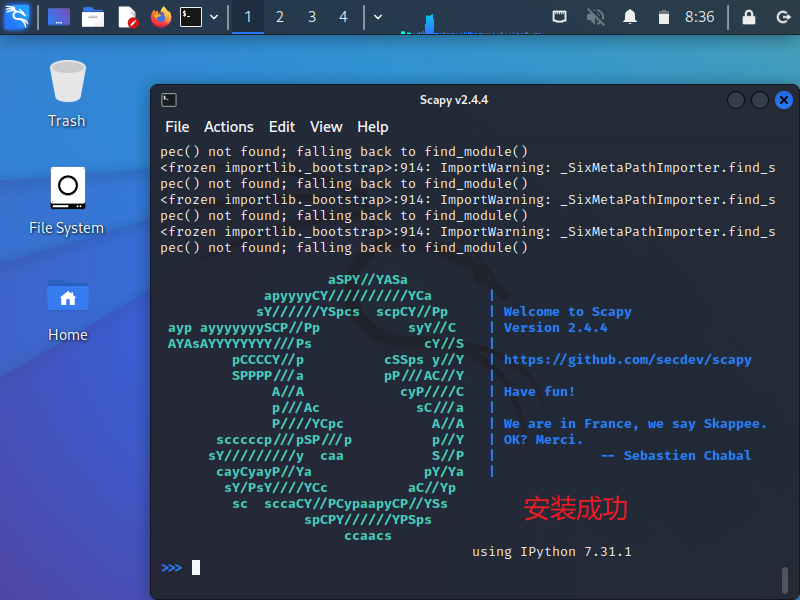 1 2 3 4
8:36
Trash
File System
Home
Scapy v2.4.4
File Actions Edit View Help
pec() not found; falling back to find_module()
<frozen importlib._bootstrap>:914: ImportWarning: _SixMetaPathImporter.find_s
pec() not found; falling back to find_module()
<frozen importlib._bootstrap>:914: ImportWarning: _SixMetaPathImporter.find_s
pec() not found; falling back to find_module()
<frozen importlib._bootstrap>:914: ImportWarning: _SixMetaPathImporter.find_s
pec() not found; falling back to find_module()
aSPY//YASa
apyyyyCY//////////YCa |
sY//////YSpcs scpCY//Pp | Welcome to Scapy
ayp ayyyyyyySCP//Pp syY//C | Version 2.4.4
AYAsAYYYYYYYY///Ps cY//S |
pCCCCY//p cSSps y//Y | https://github.com/secdev/scapy
SPPPP///a pP///AC//Y |
A//A cyP////C | Have fun!
p///Ac sC///a |
P////YCpc A//A | We are in France, we say Skappee.
scccccp///pSP///p p//Y | OK? Merci.
sY/////////y caa S//P | -- Sebastien Chabal
cayCyayP//Ya pY/Ya |
sY/PsY////YCc aC//Yp
sc sccaCY//PCypaapyCP//YSs
spCPY//////YPSps
ccaacs
安装成功
using IPython 7.31.1
>>>